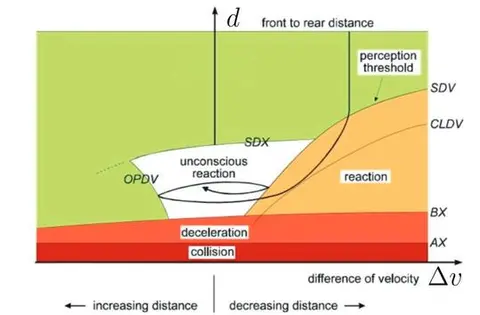 d
front to rear distance
perception
threshold
SDV
CLDV
SDX
unconscious
reaction
OPDV
reaction
BX
deceleration
AX
collision
difference of velocity Δv
← increasing distance
decreasing distance →